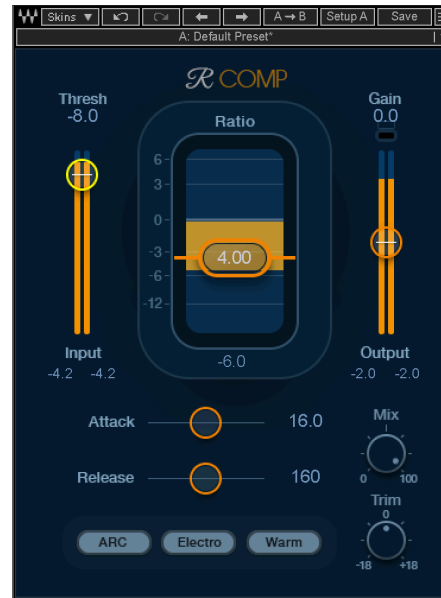 Skins A→B Setup A Save
A: Default Preset*
R COMP
Thresh
-8.0
Gain
0.0
Ratio
6
3
0
-3
-6
-12
4.00
-6.0
Input
-4.2 -4.2
Output
-2.0 -2.0
Attack 16.0
Mix
0 100
Release 160
Trim
0
-18 +18
ARC Electro Warm